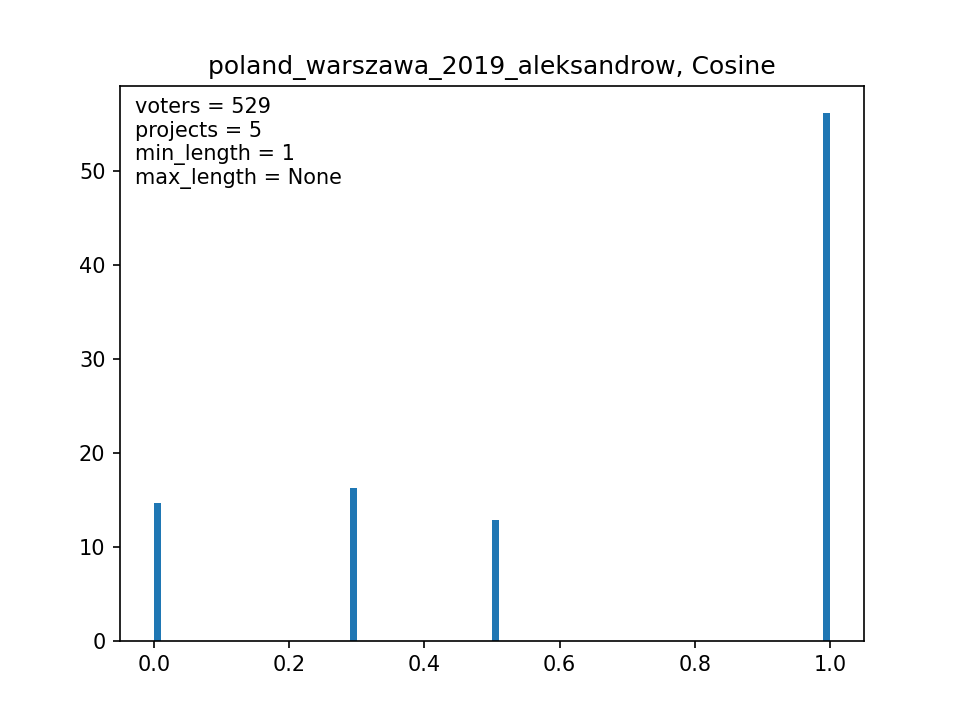 poland_warszawa_2019_aleksandrow, Cosine
voters = 529
projects = 5
min_length = 1
max_length = None
50
40
30
20
10
0
0.0 0.2 0.4 0.6 0.8 1.0